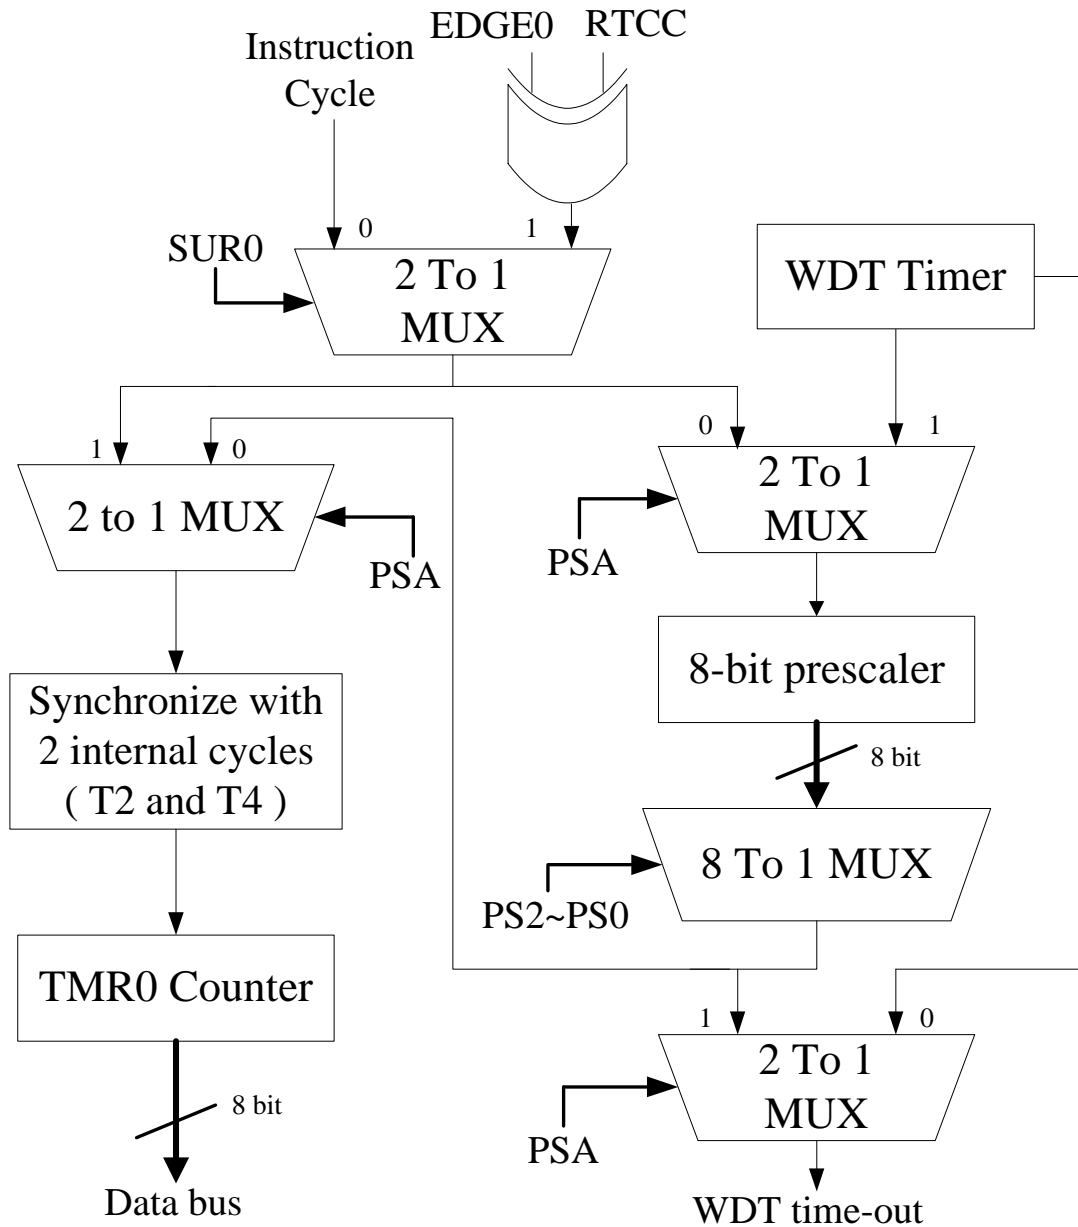 EDGE0 RTCC
Instruction
Cycle
0 1
SUR0
2 To 1
MUX
WDT Timer
1 0
0 1
2 to 1 MUX
PSA
2 To 1
MUX
PSA
8-bit prescaler
8 bit
Synchronize with
2 internal cycles
( T2 and T4 )
8 To 1 MUX
PS2~PS0
TMR0 Counter
8 bit
Data bus
1 0
2 To 1
MUX
PSA
WDT time-out